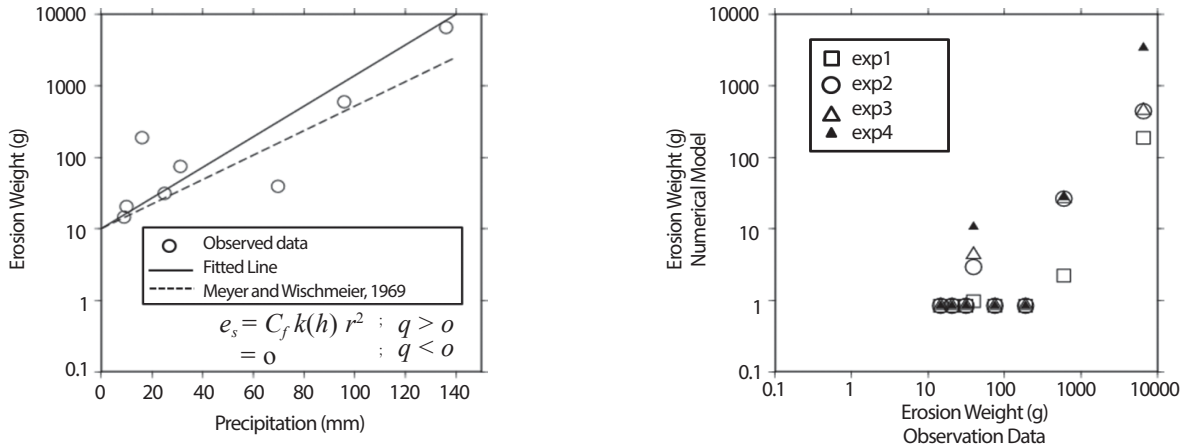 10000
1000
100
10
1
0.1
Erosion Weight (g)
Observed data
Fitted Line
Meyer and Wischmeier, 1969
e_s = C_f k(h) r^2 ; q > o
= o ; q < o
0 20 40 60 80 100 120 140
Precipitation (mm)
10000
1000
100
10
1
0.1
Erosion Weight (g)
Numerical Model
exp1
exp2
exp3
exp4
0.1 1 10 100 1000 10000
Erosion Weight (g)
Observation Data